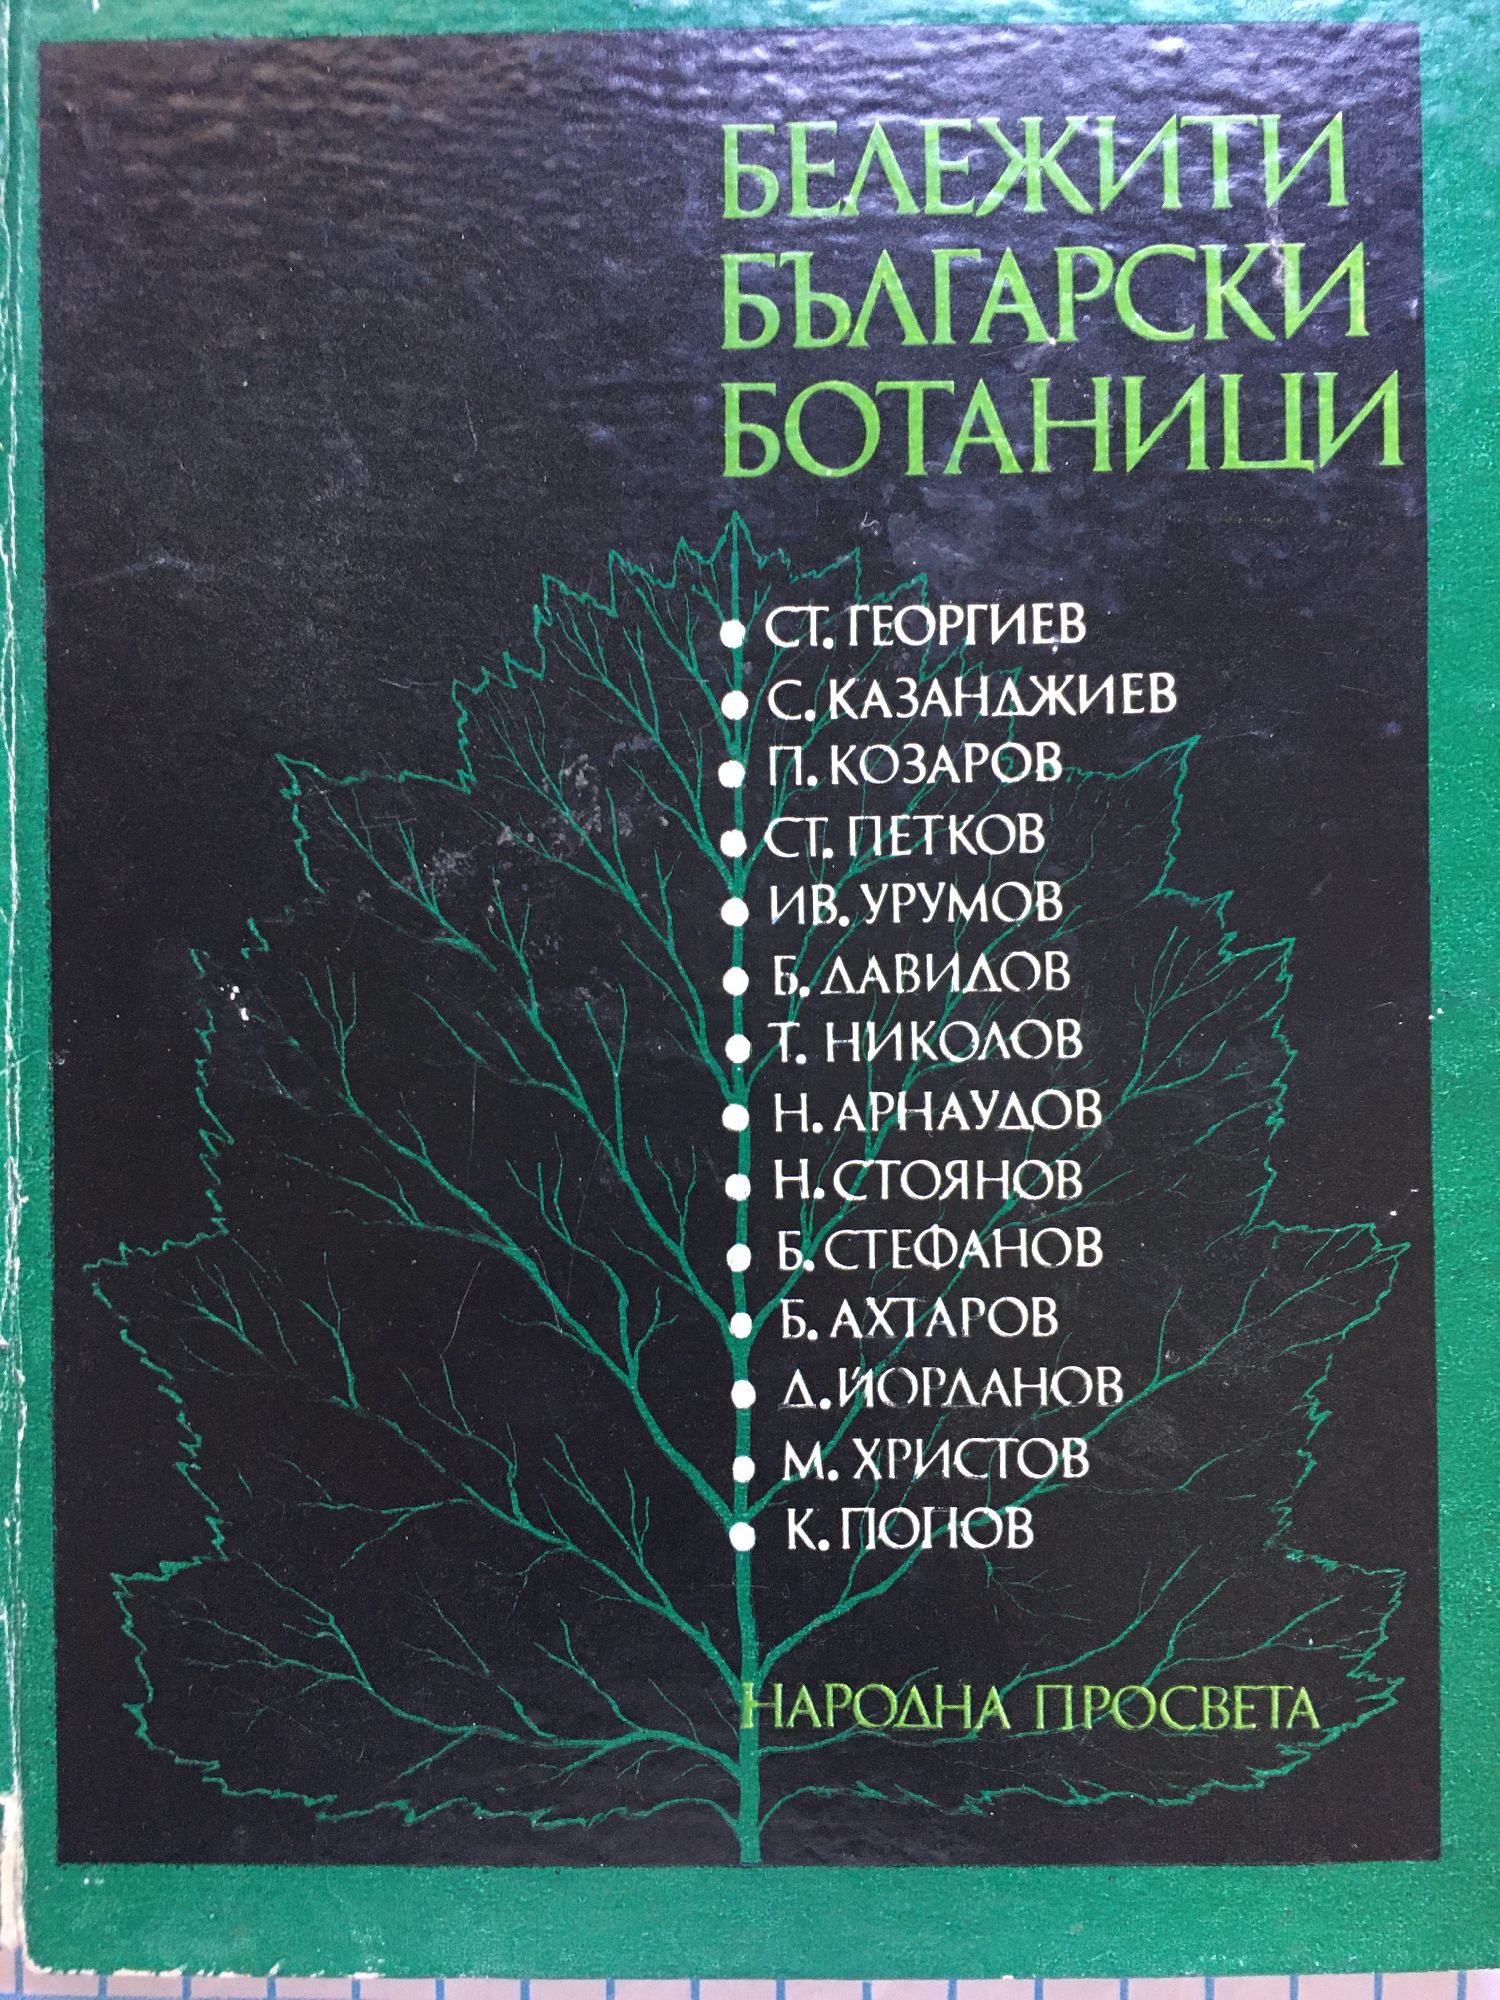 БЕЛЕЖИТИ
БЪЛГАРСКИ
БОТАНИЦИ
СТ. ГЕОРГИЕВ
С. КАЗАНДЖИЕВ
П. КОЗАРОВ
СТ. ПЕТКОВ
ИВ. УРУМОВ
Б. ДАВИДОВ
Т. НИКОЛОВ
Н. АРНАУДОВ
Н. СТОЯНОВ
Б. СТЕФАНОВ
Б. АХТАРОВ
Д. ЙОРДАНОВ
М. ХРИСТОВ
К. ПОПОВ
НАРОДНА ПРОСВЕТА